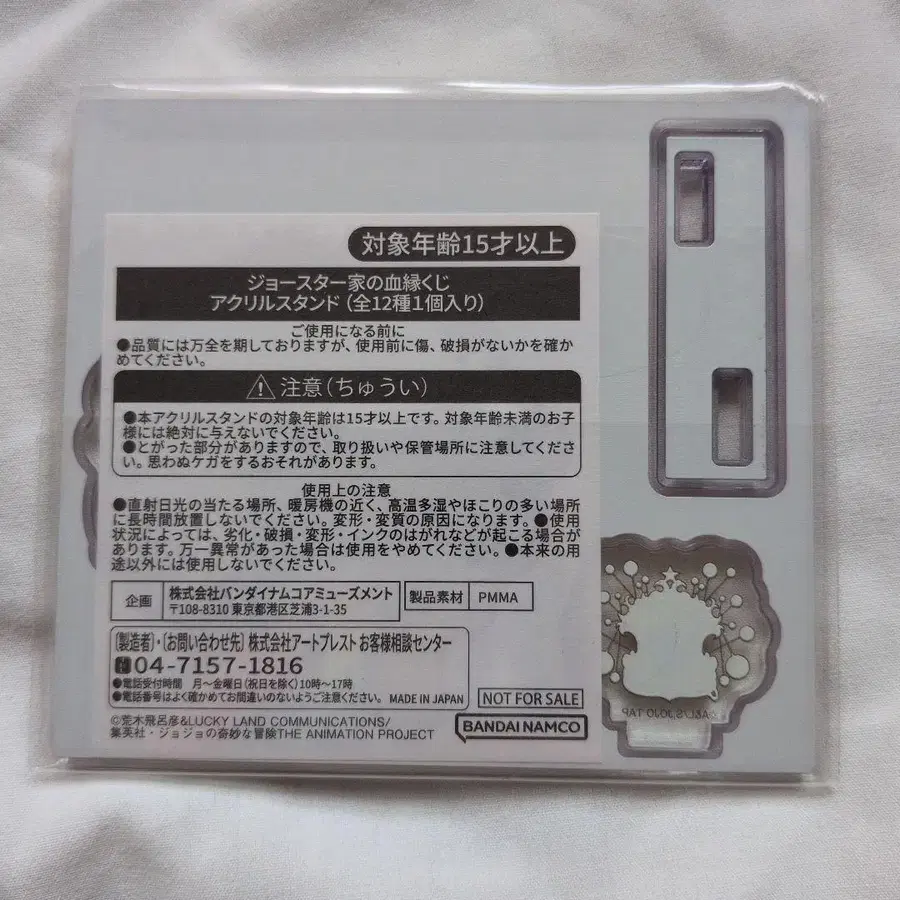 対象年齢15才以上
ジョースター家の血縁くじ
アクリルスタンド(全12種1個入り)
ご使用になる前に
●品質には万全を期しておりますが、使用前に傷、破損がないかを確か
めてください。
⚠ 注意(ちゅうい)
●本アクリルスタンドの対象年齢は15才以上です。対象年齢未満のお子
様には絶対に与えないでください。
●とがった部分がありますので、取り扱いや保管場所に注意してくださ
い。思わぬケガをするおそれがあります。
使用上の注意
●直射日光の当たる場所、暖房機の近く、高温多湿やほこりの多い場所
に長時間放置しないでください。変形・変質の原因になります。●使用
状況によっては、劣化・破損・変形・インクのはがれなどが起こる場合が
あります。万一異常があった場合は使用をやめてください。●本来の用
途以外には使用しないでください。
企画 株式会社バンダイナムコアミューズメント
〒108-8310 東京都港区芝浦3-1-35
製品素材 PMMA
〔製造者〕・〔お問い合わせ先〕株式会社アートプレスト お客様相談センター
04-7157-1816
●電話受付時間 月〜金曜日(祝日を除く)10時〜17時
●電話番号はよく確かめてお間違いのないようご注意ください。 MADE IN JAPAN
NOT FOR SALE
©荒木飛呂彦&LUCKY LAND COMMUNICATIONS/
集英社・ジョジョの奇妙な冒険THE ANIMATION PROJECT
BANDAI NAMCO